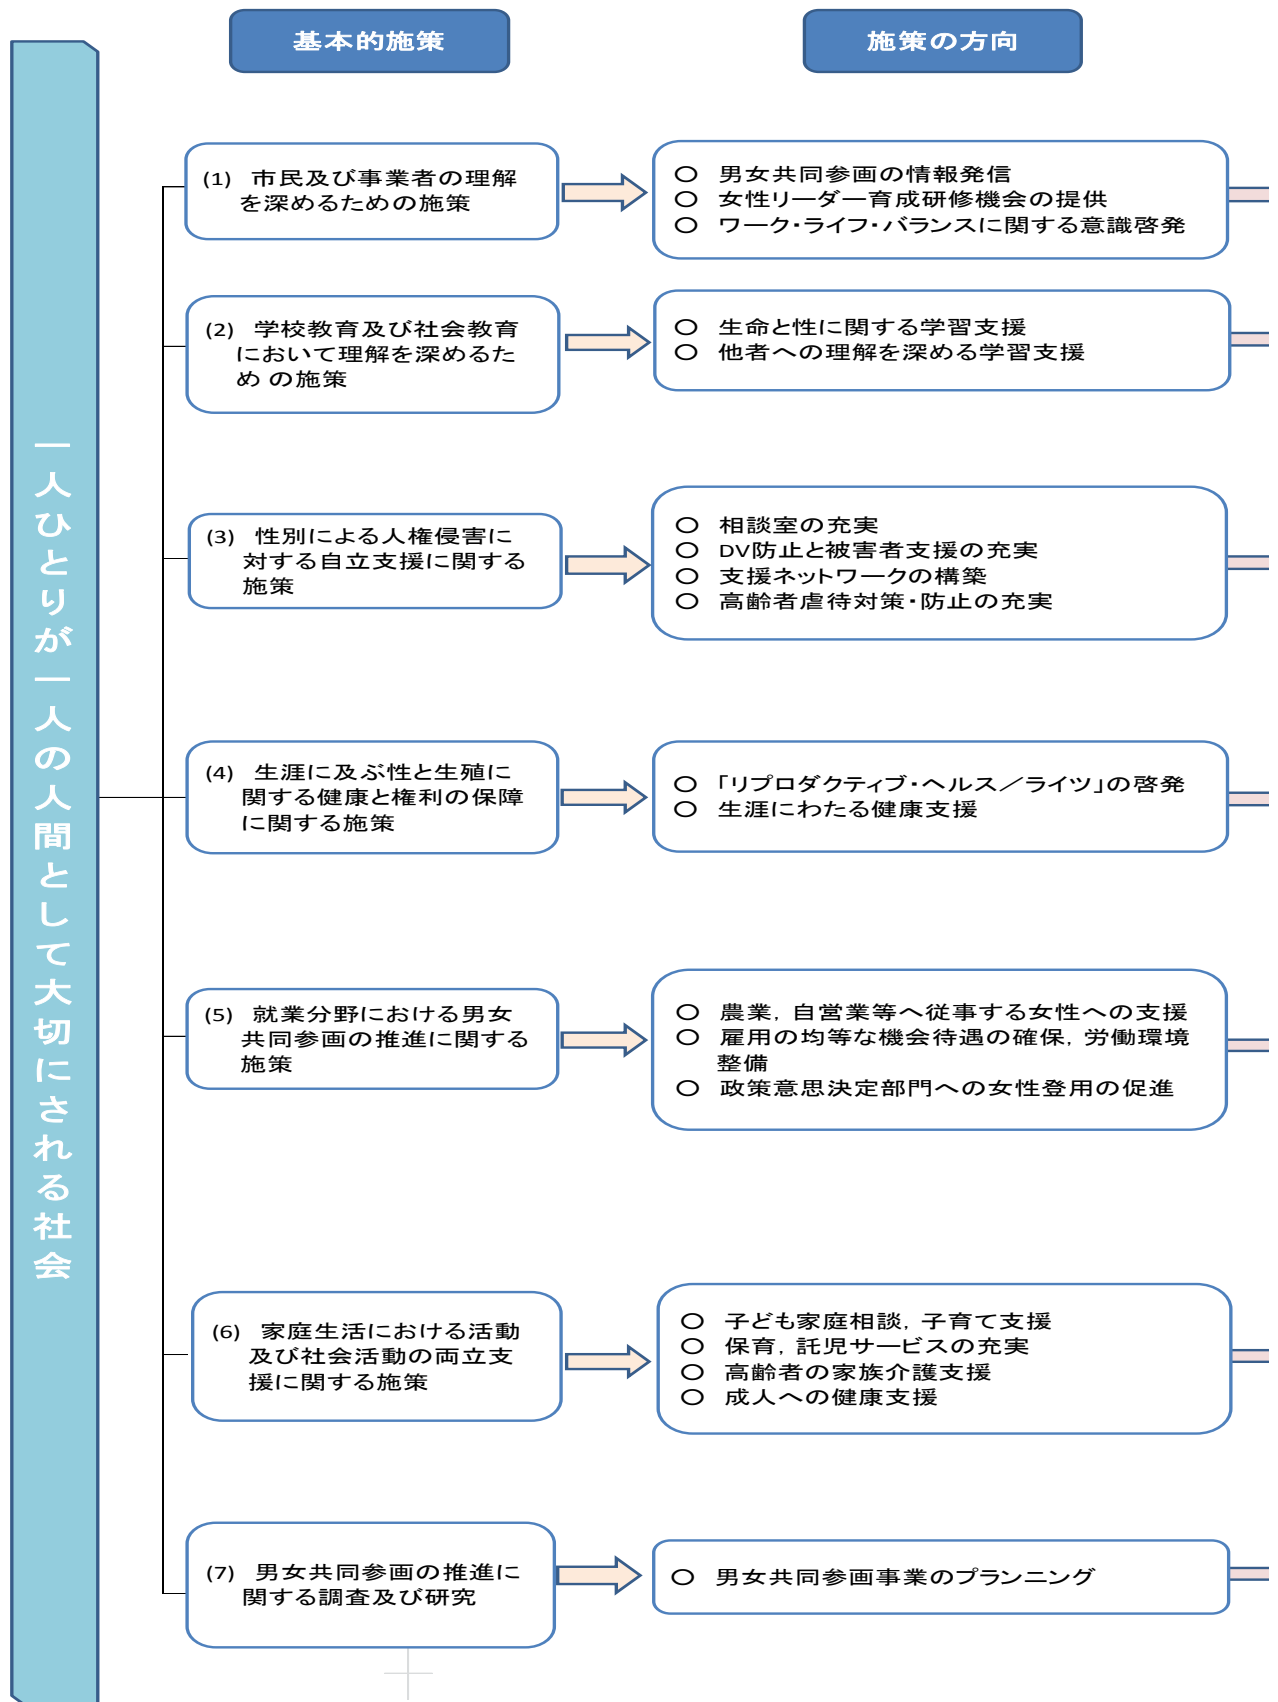 基本的施策
施策の方向
一人ひとりが一人の人間として大切にされる社会
(1) 市民及び事業者の理解
を深めるための施策
○ 男女共同参画の情報発信
○ 女性リーダー育成研修機会の提供
○ ワーク・ライフ・バランスに関する意識啓発
(2) 学校教育及び社会教育
において理解を深めるた
め の施策
○ 生命と性に関する学習支援
○ 他者への理解を深める学習支援
(3) 性別による人権侵害に
対する自立支援に関する
施策
○ 相談室の充実
○ DV防止と被害者支援の充実
○ 支援ネットワークの構築
○ 高齢者虐待対策・防止の充実
(4) 生涯に及ぶ性と生殖に
関する健康と権利の保障
に関する施策
○ 「リプロダクティブ・ヘルス／ライツ」の啓発
○ 生涯にわたる健康支援
(5) 就業分野における男女
共同参画の推進に関する
施策
○ 農業，自営業等へ従事する女性への支援
○ 雇用の均等な機会待遇の確保，労働環境
整備
○ 政策意思決定部門への女性登用の促進
(6) 家庭生活における活動
及び社会活動の両立支
援に関する施策
○ 子ども家庭相談，子育て支援
○ 保育，託児サービスの充実
○ 高齢者の家族介護支援
○ 成人への健康支援
(7) 男女共同参画の推進に
関する調査及び研究
○ 男女共同参画事業のプランニング